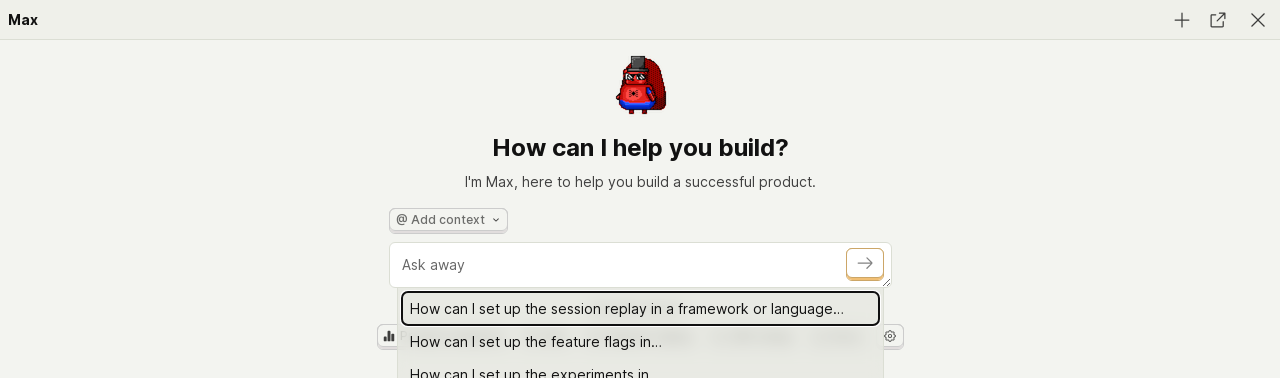 Max
How can I help you build?
I'm Max, here to help you build a successful product.
@ Add context
Ask away
How can I set up the session replay in a framework or language…
How can I set up the feature flags in…
How can I set up the experiments in…